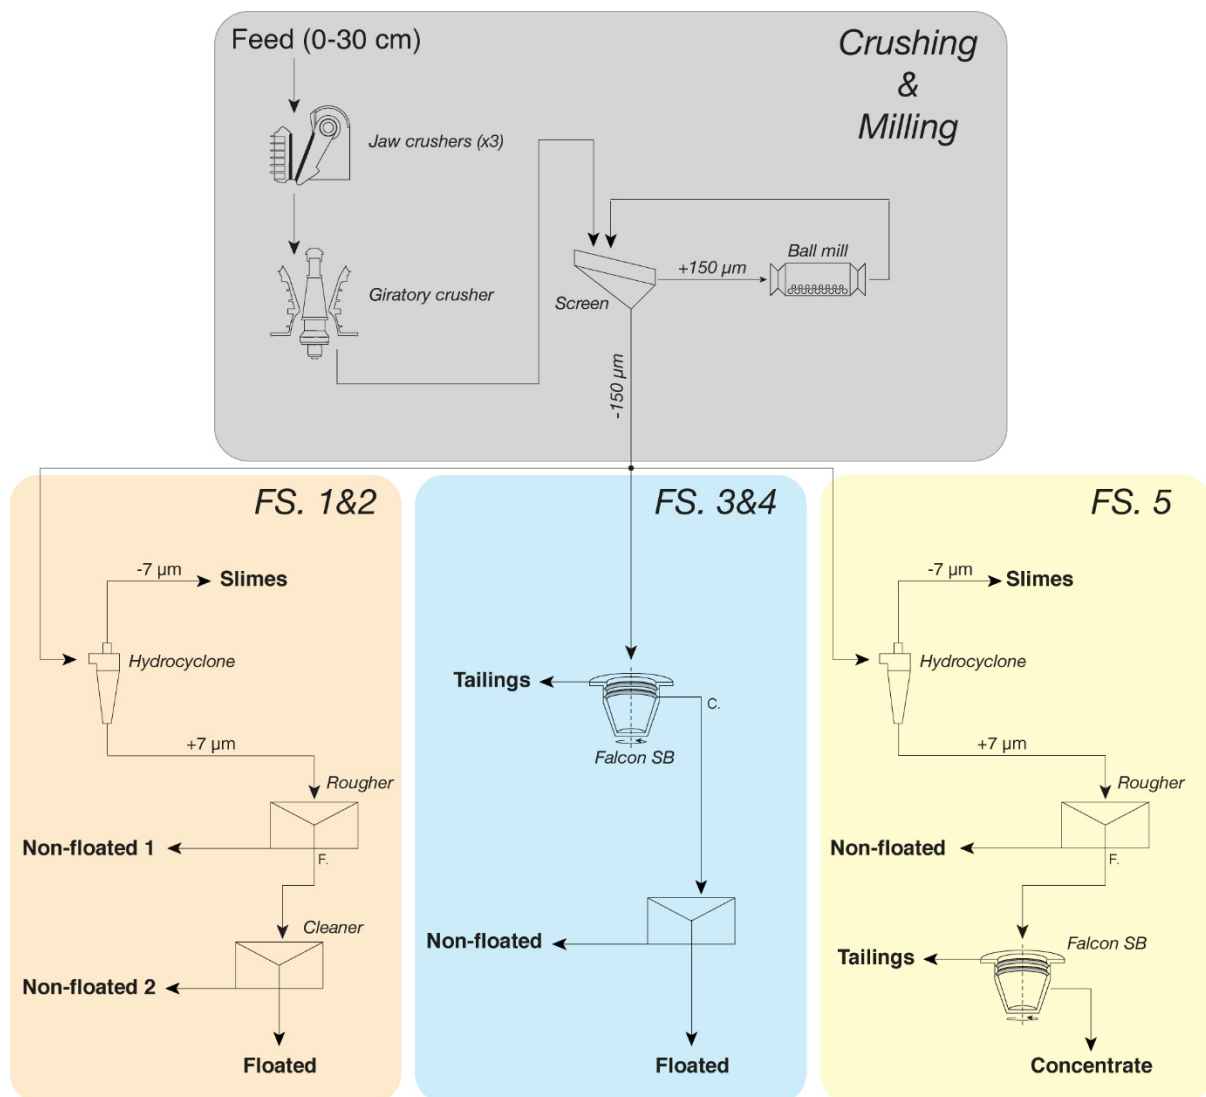 Feed (0-30 cm)
Crushing
&
Milling
Jaw crushers (x3)
Giratory crusher
Screen
+150 µm
Ball mill
-150 µm
FS. 1&2
-7 µm
Slimes
Hydrocyclone
+7 µm
Rougher
Non-floated 1
F.
Cleaner
Non-floated 2
Floated
FS. 3&4
Tailings
C.
Falcon SB
Non-floated
Floated
FS. 5
-7 µm
Slimes
Hydrocyclone
+7 µm
Rougher
Non-floated
F.
Falcon SB
Tailings
Concentrate